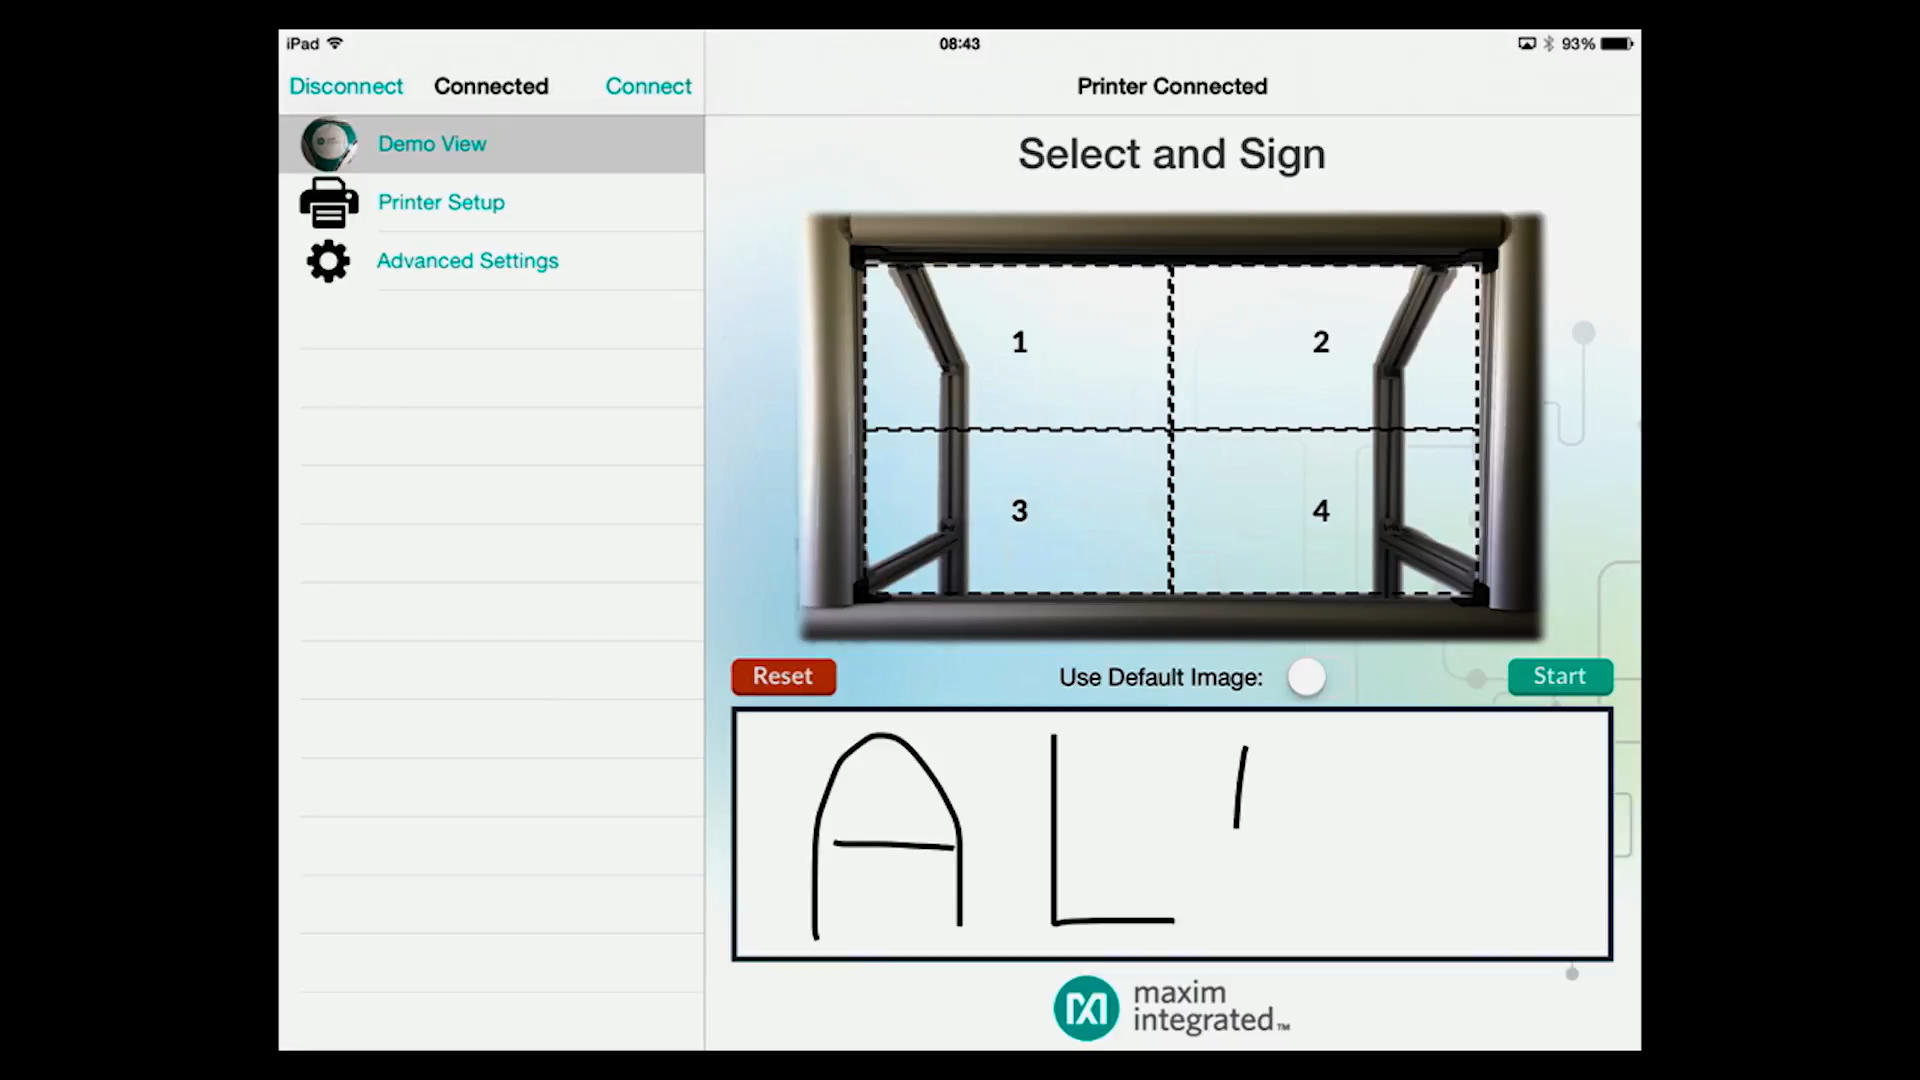 iPad 08:43 93%
Disconnect Connected Connect
Printer Connected
Demo View
Printer Setup
Advanced Settings
Select and Sign
1 2
3 4
Reset Use Default Image: Start
AL
maxim
integrated™